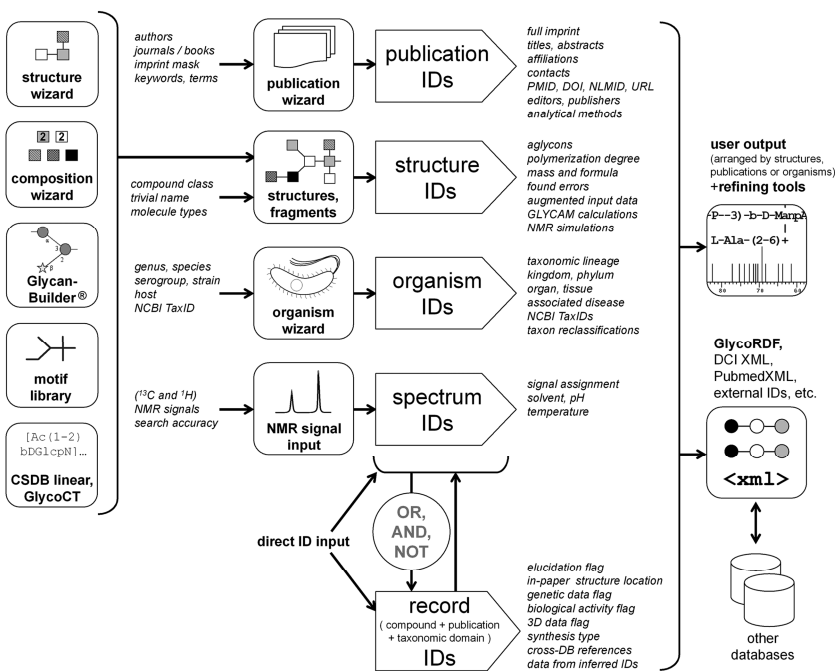 structure
wizard
2 2
composition
wizard
α
3
β
2
Glycan-
Builder®
motif
library
[Ac(1-2)
bDGlcpN]…
CSDB linear,
GlycoCT
authors
journals / books
imprint mask
keywords, terms
publication
wizard
publication
IDs
full imprint
titles, abstracts
affiliations
contacts
PMID, DOI, NLMID, URL
editors, publishers
analytical methods
compound class
trivial name
molecule types
structures,
fragments
structure
IDs
aglycons
polymerization degree
mass and formula
found errors
augmented input data
GLYCAM calculations
NMR simulations
genus, species
serogroup, strain
host
NCBI TaxID
organism
wizard
organism
IDs
taxonomic lineage
kingdom, phylum
organ, tissue
associated disease
NCBI TaxIDs
taxon reclassifications
(¹³C and ¹H)
NMR signals
search accuracy
NMR signal
input
spectrum
IDs
signal assignment
solvent, pH
temperature
direct ID input
OR,
AND,
NOT
record
( compound + publication
+ taxonomic domain )
IDs
elucidation flag
in-paper structure location
genetic data flag
biological activity flag
3D data flag
synthesis type
cross-DB references
data from inferred IDs
user output
(arranged by structures,
publications or organisms)
+refining tools
-P--3)-b-D-ManpA
L-Ala-(2-6)+
80 70 60
GlycoRDF,
DCI XML,
PubmedXML,
external IDs, etc.
<xml>
other
databases